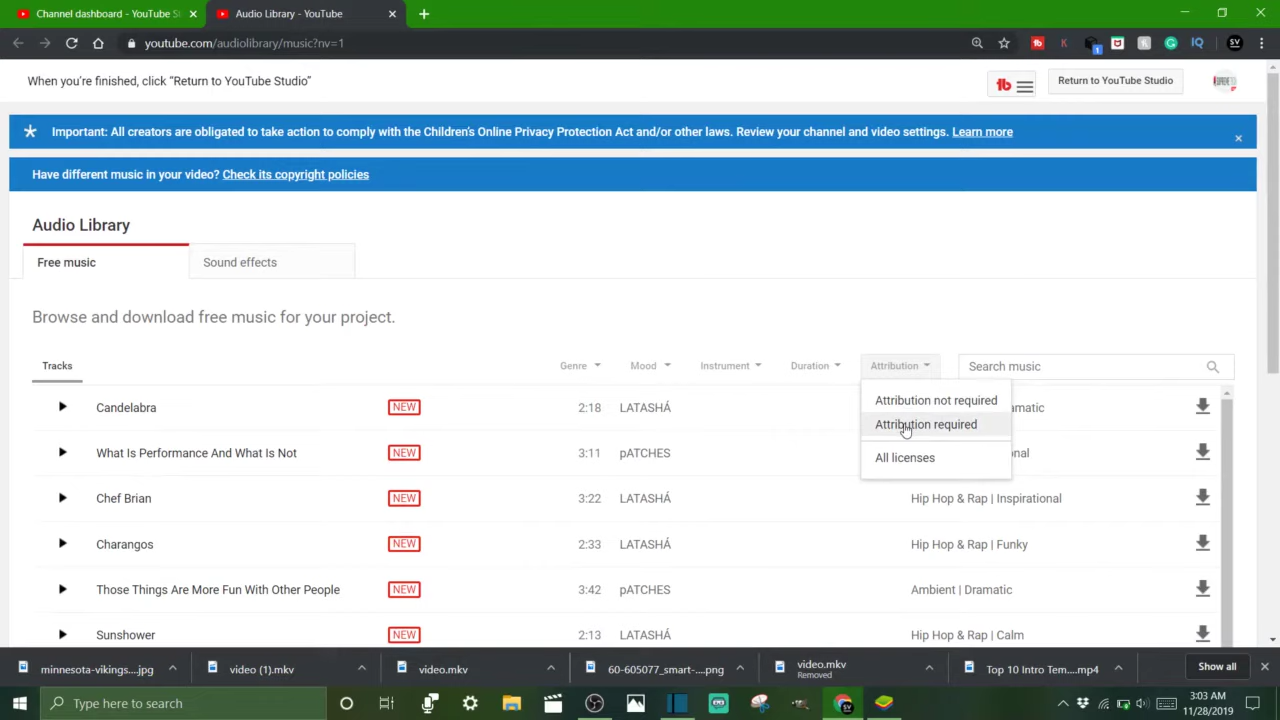 Channel dashboard - YouTube St
Audio Library - YouTube
youtube.com/audiolibrary/music?nv=1
When you're finished, click “Return to YouTube Studio”
Return to YouTube Studio
Important: All creators are obligated to take action to comply with the Children's Online Privacy Protection Act and/or other laws. Review your channel and video settings. Learn more
Have different music in your video? Check its copyright policies
Audio Library
Free music
Sound effects
Browse and download free music for your project.
Tracks
Genre
Mood
Instrument
Duration
Attribution
Search music
Attribution not required
Attribution required
All licenses
Candelabra NEW 2:18 LATASHÁ amatic
What Is Performance And What Is Not NEW 3:11 pATCHES onal
Chef Brian NEW 3:22 LATASHÁ Hip Hop & Rap | Inspirational
Charangos NEW 2:33 LATASHÁ Hip Hop & Rap | Funky
Those Things Are More Fun With Other People NEW 3:42 pATCHES Ambient | Dramatic
Sunshower NEW 2:13 LATASHÁ Hip Hop & Rap | Calm
minnesota-vikings....jpg
video (1).mkv
video.mkv
60-605077_smart-....png
video.mkv
Removed
Top 10 Intro Tem....mp4
Show all
Type here to search
3:03 AM
11/28/2019